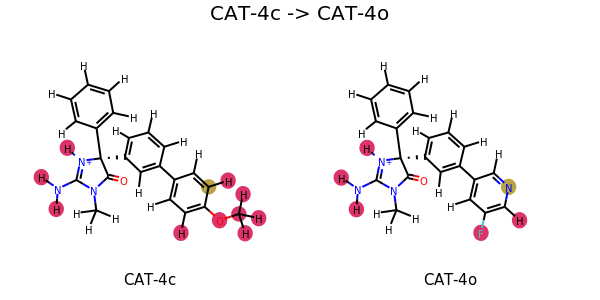 CAT-4c -> CAT-4o
H H H H H H N+ H N H N O H H H H H H H H H H H H O H H H H
H H H H H H N+ H N H N O H H H H H H H H H N F H
CAT-4c CAT-4o